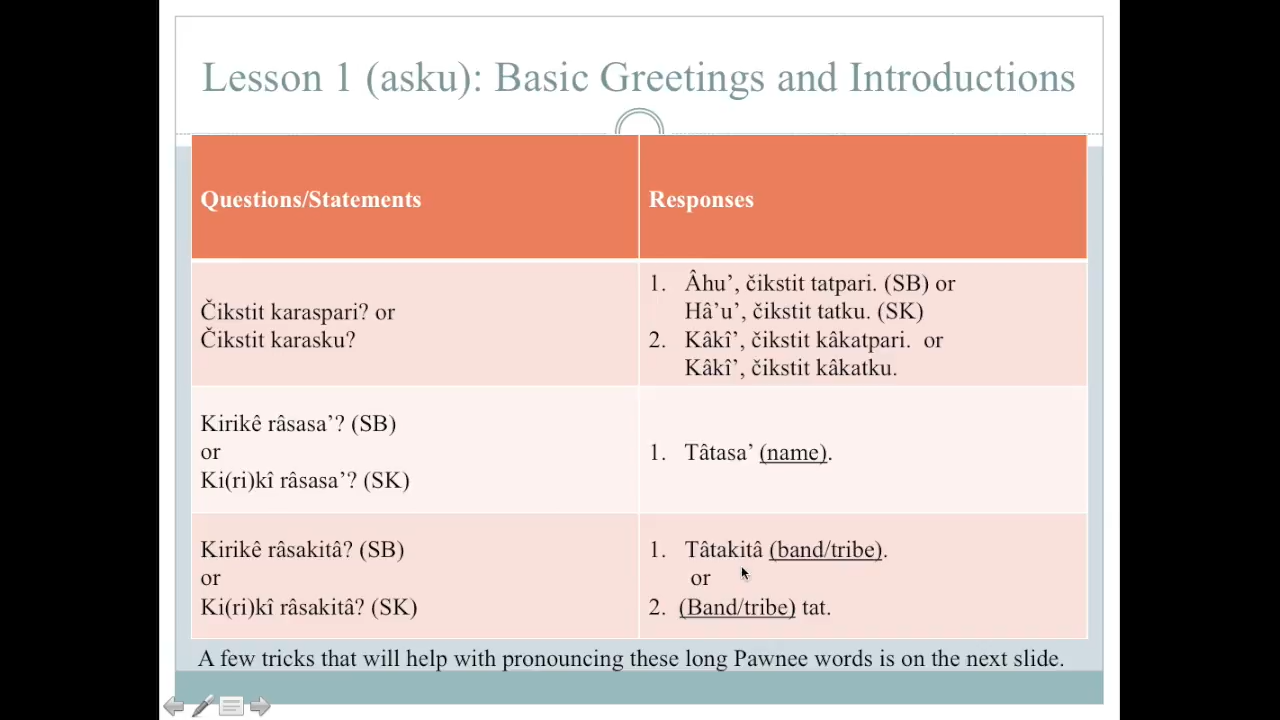 Lesson 1 (asku): Basic Greetings and Introductions
Questions/Statements
Responses
Čikstit karaspari? or
Čikstit karasku?
1. Âhu’, čikstit tatpari. (SB) or
Hâ’u’, čikstit tatku. (SK)
2. Kâkî’, čikstit kâkatpari. or
Kâkî’, čikstit kâkatku.
Kirikê râsasa’? (SB)
or
Ki(ri)kî râsasa’? (SK)
1. Tâtasa’ (name).
Kirikê râsakitâ? (SB)
or
Ki(ri)kî râsakitâ? (SK)
1. Tâtakitâ (band/tribe).
or
2. (Band/tribe) tat.
A few tricks that will help with pronouncing these long Pawnee words is on the next slide.